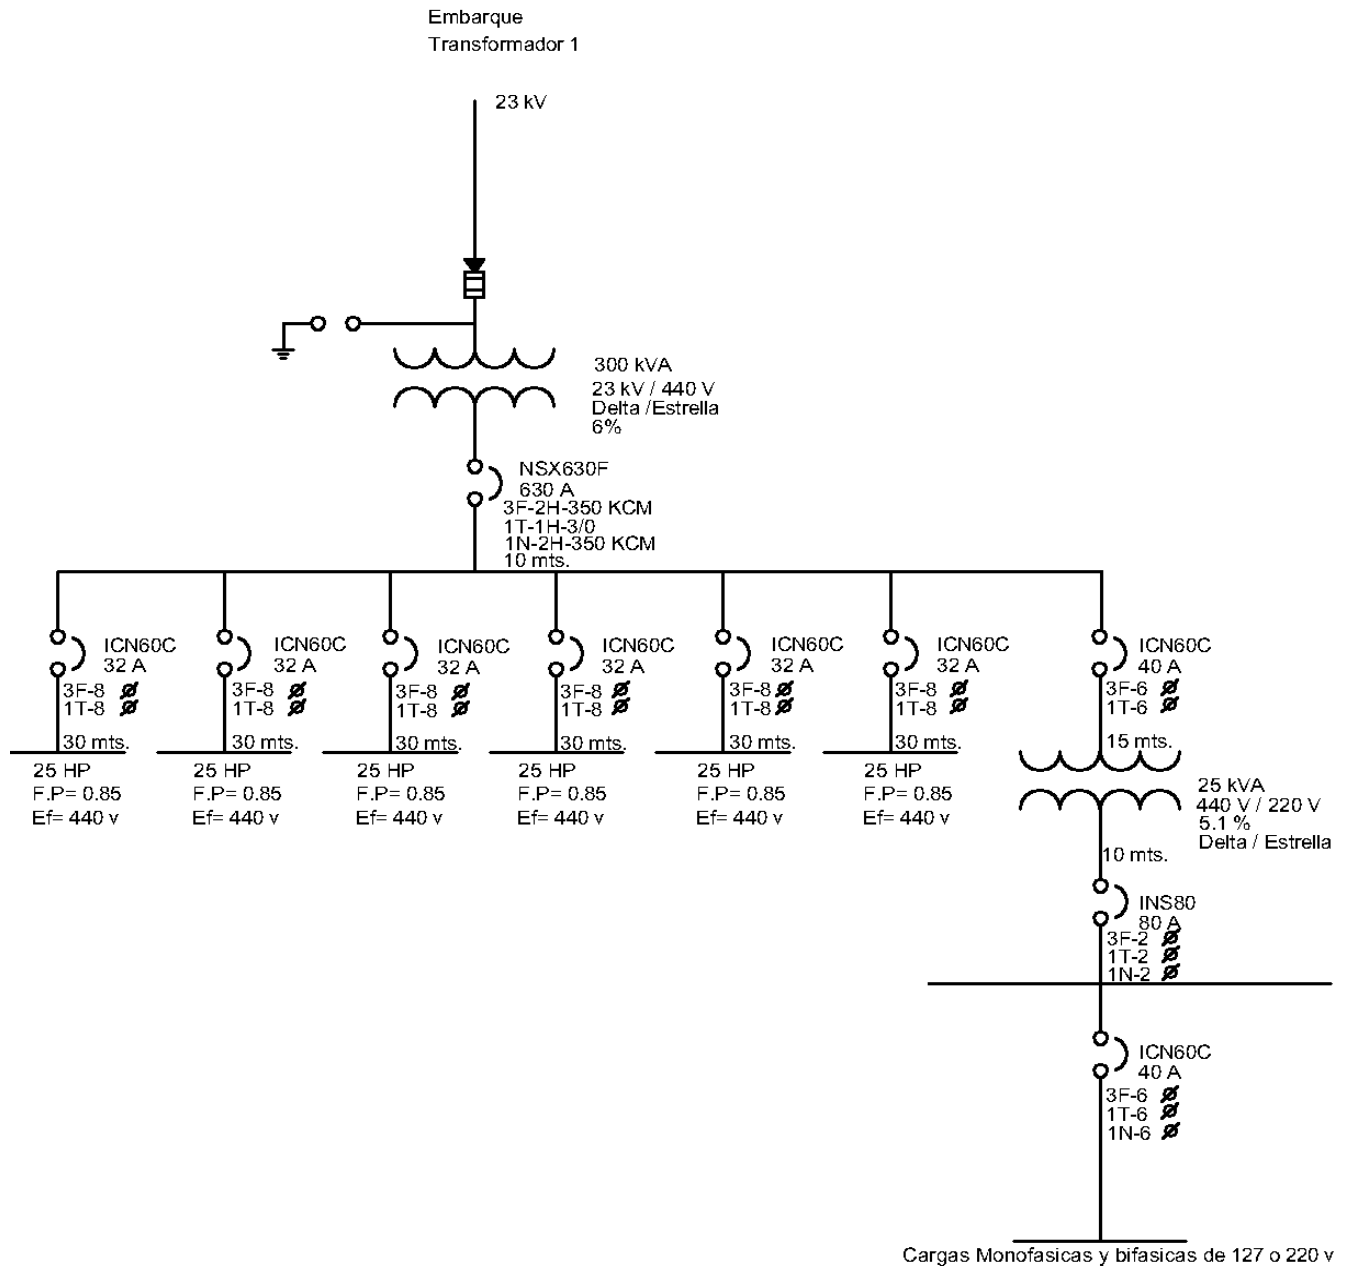 Embarque
Transformador 1
23 kV
300 kVA
23 kV / 440 V
Delta /Estrella
6%
NSX630F
630 A
3F-2H-350 KCM
1T-1H-3/0
1N-2H-350 KCM
10 mts.
ICN60C
32 A
3F-8 Ø
1T-8 Ø
30 mts.
25 HP
F.P= 0.85
Ef= 440 v
ICN60C
32 A
3F-8 Ø
1T-8 Ø
30 mts.
25 HP
F.P= 0.85
Ef= 440 v
ICN60C
32 A
3F-8 Ø
1T-8 Ø
30 mts.
25 HP
F.P= 0.85
Ef= 440 v
ICN60C
32 A
3F-8 Ø
1T-8 Ø
30 mts.
25 HP
F.P= 0.85
Ef= 440 v
ICN60C
32 A
3F-8 Ø
1T-8 Ø
30 mts.
25 HP
F.P= 0.85
Ef= 440 v
ICN60C
32 A
3F-8 Ø
1T-8 Ø
30 mts.
25 HP
F.P= 0.85
Ef= 440 v
ICN60C
40 A
3F-6 Ø
1T-6 Ø
15 mts.
25 kVA
440 V / 220 V
5.1 %
Delta / Estrella
10 mts.
INS80
80 A
3F-2 Ø
1T-2 Ø
1N-2 Ø
ICN60C
40 A
3F-6 Ø
1T-6 Ø
1N-6 Ø
Cargas Monofasicas y bifasicas de 127 o 220 v